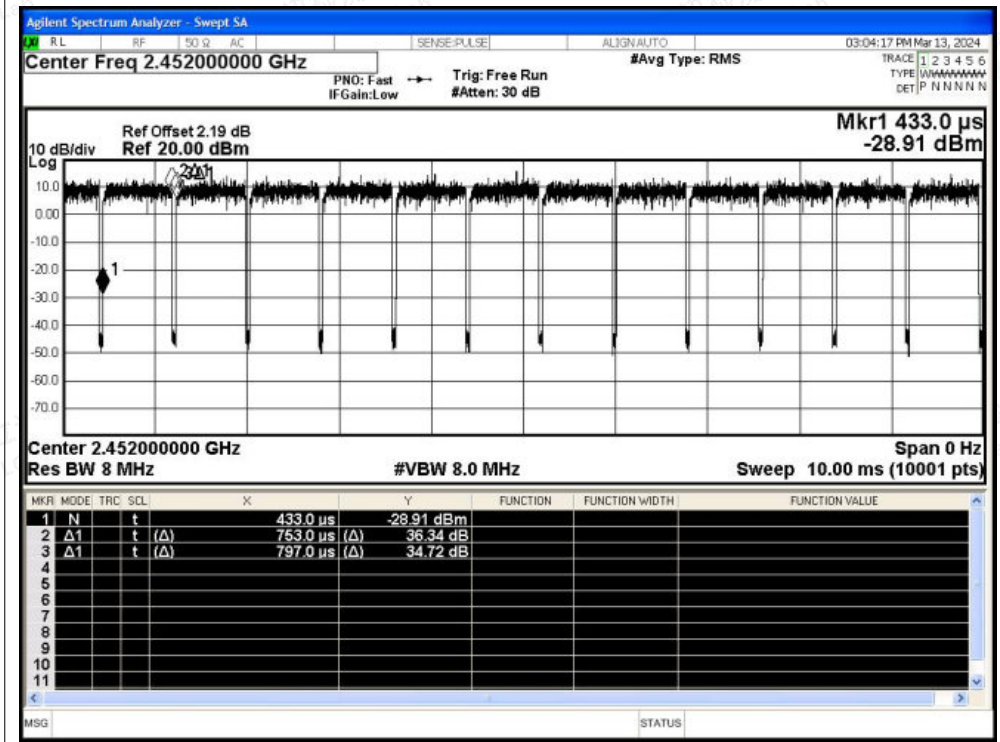 Agilent Spectrum Analyzer - Swept SA
LXI RL RF 50 Ω AC SENSE:PULSE ALIGNAUTO 03:04:17 PM Mar 13, 2024
Center Freq 2.452000000 GHz #Avg Type: RMS TRACE 1 2 3 4 5 6
PNO: Fast Trig: Free Run TYPE WWWWWW
IFGain:Low #Atten: 30 dB DET P N N N N N
Mkr1 433.0 µs
Ref Offset 2.19 dB
10 dB/div Ref 20.00 dBm -28.91 dBm
Log
10.0
0.00
-10.0
-20.0
1
-30.0
-40.0
-50.0
-60.0
-70.0
Center 2.452000000 GHz Span 0 Hz
Res BW 8 MHz #VBW 8.0 MHz Sweep 10.00 ms (10001 pts)
MKR MODE TRC SCL X Y FUNCTION FUNCTION WIDTH FUNCTION VALUE
1 N t 433.0 µs -28.91 dBm
2 Δ1 t (Δ) 753.0 µs (Δ) 36.34 dB
3 Δ1 t (Δ) 797.0 µs (Δ) 34.72 dB
4
5
6
7
8
9
10
11
MSG STATUS